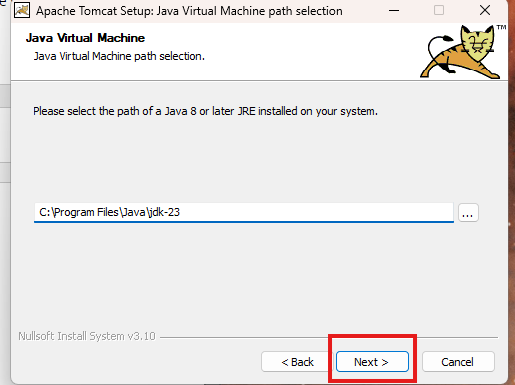 Apache Tomcat Setup: Java Virtual Machine path selection
Java Virtual Machine
Java Virtual Machine path selection.
TM
Please select the path of a Java 8 or later JRE installed on your system.
C:\Program Files\Java\jdk-23
...
Nullsoft Install System v3.10
< Back
Next >
Cancel